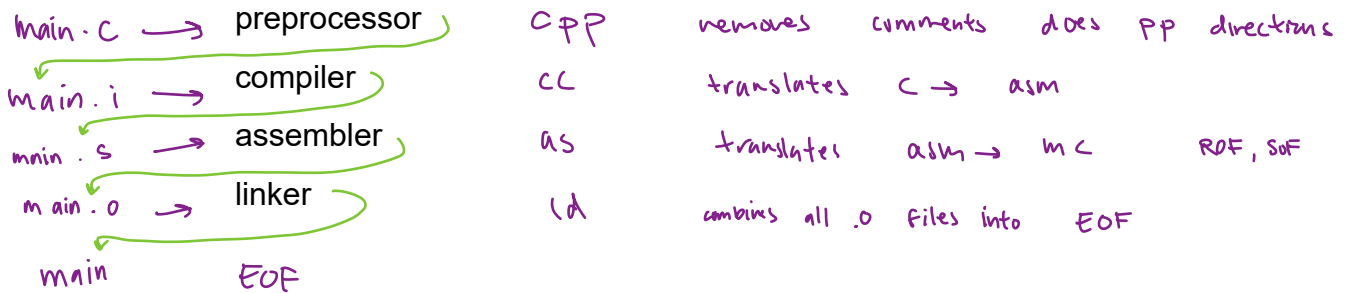 main.c → preprocessor cpp removes comments does pp directions
main.i → compiler cc translates c → asm
main.s → assembler as translates asm → mc ROF, SOF
main.o → linker ld combines all .o files into EOF
main EOF